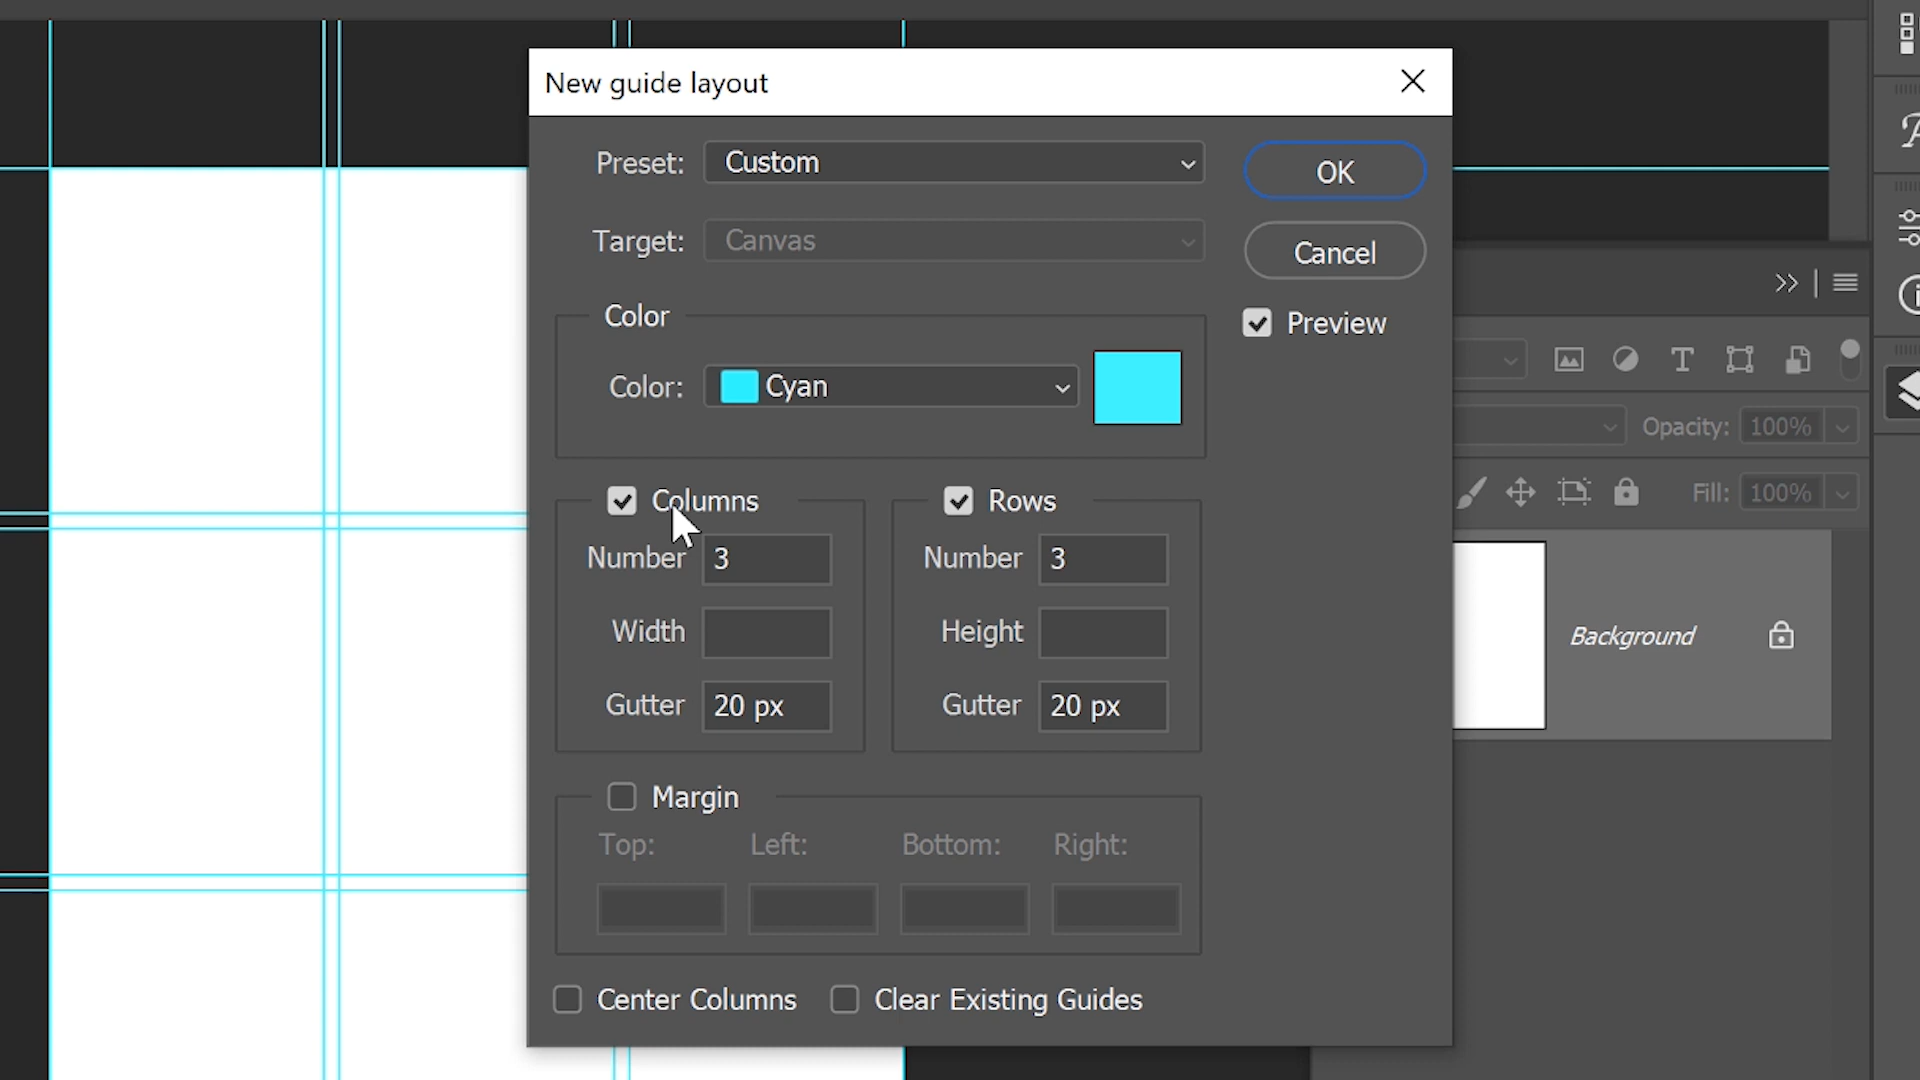 New guide layout
Preset: Custom
OK
Target: Canvas
Cancel
Color
Preview
Color: Cyan
Opacity: 100%
Fill: 100%
Columns
Rows
Number 3
Number 3
Width
Height
Background
Gutter 20 px
Gutter 20 px
Margin
Top: Left: Bottom: Right:
Center Columns
Clear Existing Guides